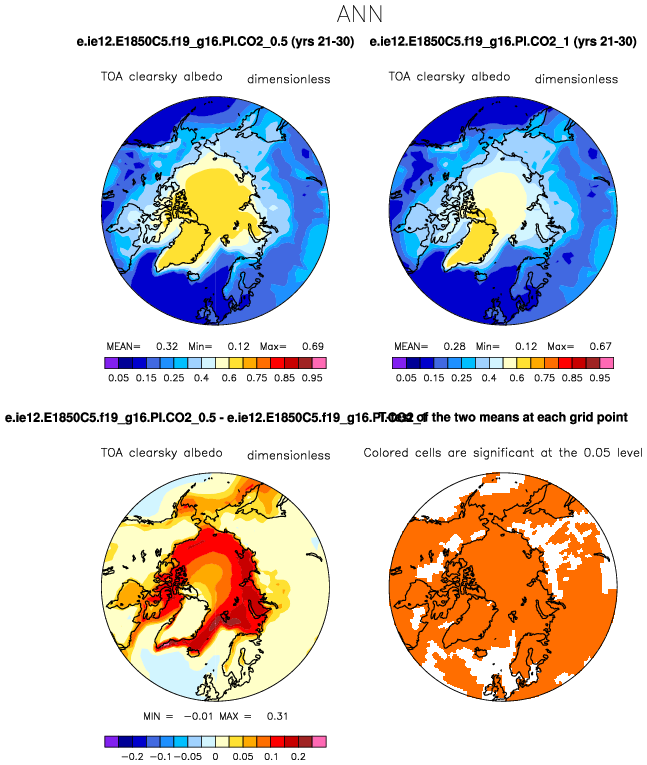 ANN
e.ie12.E1850C5.f19_g16.PI.CO2_0.5 (yrs 21-30)
e.ie12.E1850C5.f19_g16.PI.CO2_1 (yrs 21-30)
TOA clearsky albedo dimensionless
TOA clearsky albedo dimensionless
MEAN= 0.32 Min= 0.12 Max= 0.69
0.05 0.15 0.25 0.4 0.6 0.75 0.85 0.95
MEAN= 0.28 Min= 0.12 Max= 0.67
0.05 0.15 0.25 0.4 0.6 0.75 0.85 0.95
e.ie12.E1850C5.f19_g16.PI.CO2_0.5 - e.ie12.E1850C5.f19_g16.PI.CO2_1
T-Test of the two means at each grid point
TOA clearsky albedo dimensionless
Colored cells are significant at the 0.05 level
MIN = -0.01 MAX = 0.31
-0.2 -0.1 -0.05 0 0.05 0.1 0.2